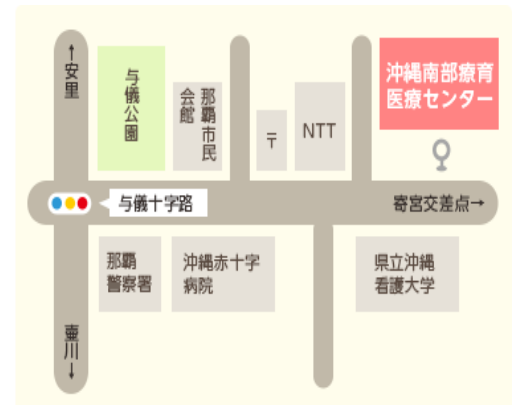 ↑安里
与儀公園
那覇市民
会館
〒
NTT
沖縄南部療育
医療センター
与儀十字路
寄宮交差点→
那覇
警察署
沖縄赤十字
病院
県立沖縄
看護大学
壷川↓